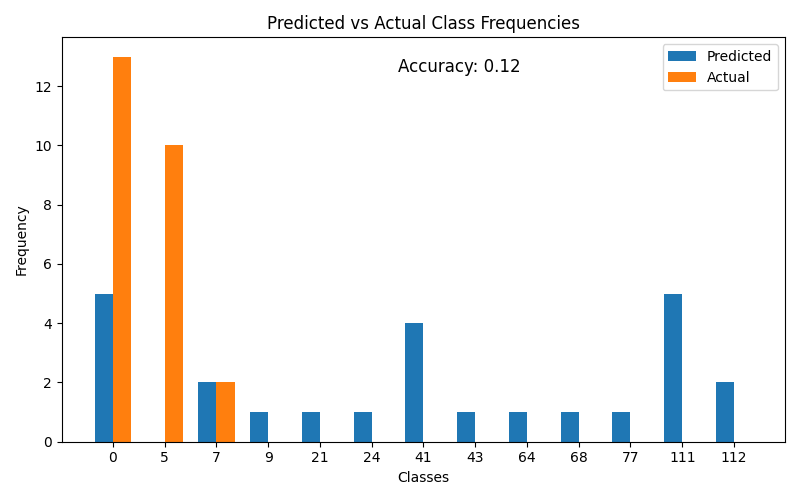 Predicted vs Actual Class Frequencies
Accuracy: 0.12
Predicted
Actual
Frequency
12
10
8
6
4
2
0
0 5 7 9 21 24 41 43 64 68 77 111 112
Classes